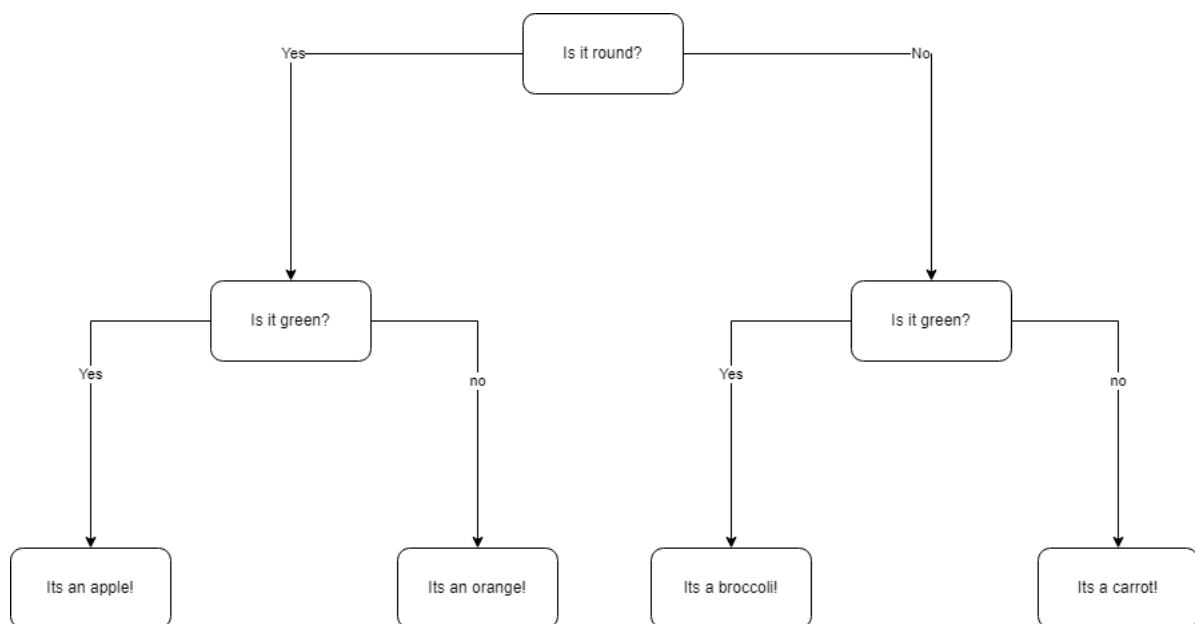 Is it round?
Yes
No
Is it green?
Is it green?
Yes
no
Yes
no
Its an apple!
Its an orange!
Its a broccoli!
Its a carrot!